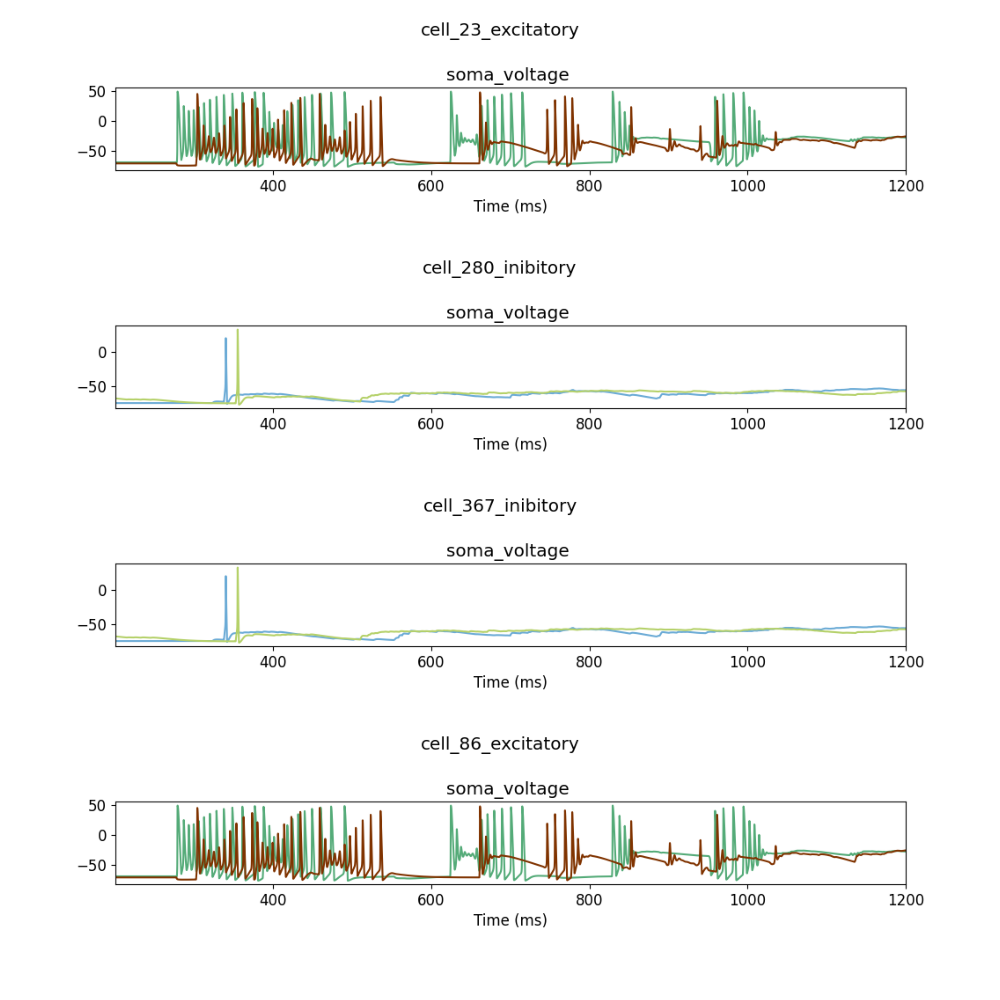 cell_23_excitatory
soma_voltage
50
0
−50
400 600 800 1000 1200
Time (ms)
cell_280_inibitory
soma_voltage
0
−50
400 600 800 1000 1200
Time (ms)
cell_367_inibitory
soma_voltage
0
−50
400 600 800 1000 1200
Time (ms)
cell_86_excitatory
soma_voltage
50
0
−50
400 600 800 1000 1200
Time (ms)